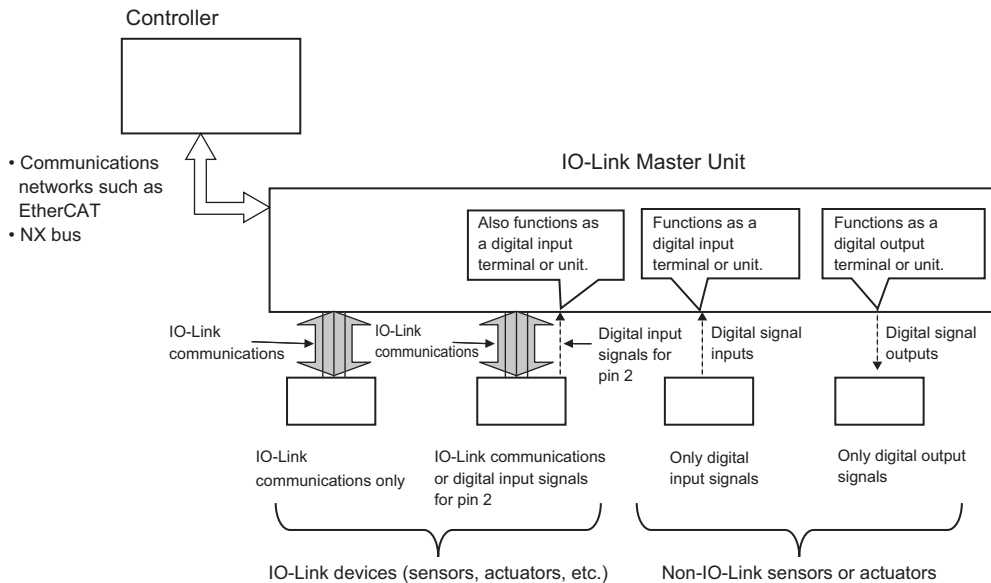 Controller
• Communications
networks such as
EtherCAT
• NX bus
IO-Link Master Unit
Also functions as
a digital input
terminal or unit.
Functions as a
digital input
terminal or unit.
Functions as a
digital output
terminal or unit.
IO-Link
communications
IO-Link
communications
Digital input
signals for
pin 2
Digital signal
inputs
Digital signal
outputs
IO-Link
communications only
IO-Link communications
or digital input signals
for pin 2
Only digital
input signals
Only digital output
signals
IO-Link devices (sensors, actuators, etc.)
Non-IO-Link sensors or actuators